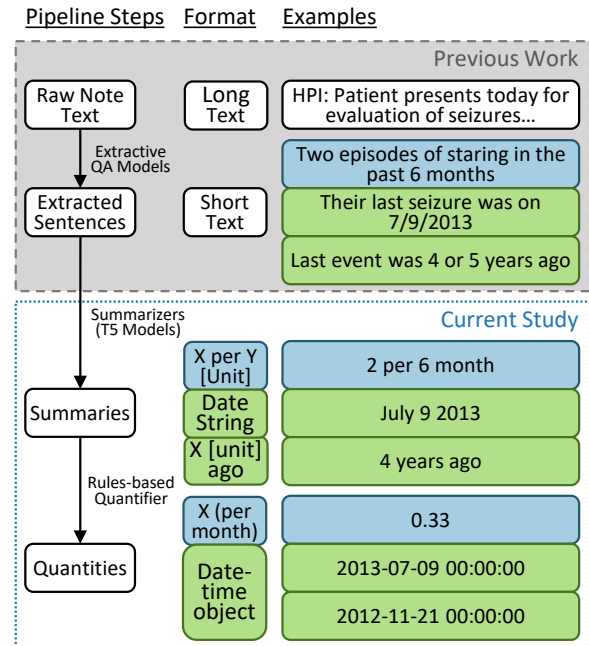 Pipeline Steps Format Examples
Previous Work
Raw Note
Text
Long
Text
HPI: Patient presents today for
evaluation of seizures...
Extractive
QA Models
Two episodes of staring in the
past 6 months
Extracted
Sentences
Short
Text
Their last seizure was on
7/9/2013
Last event was 4 or 5 years ago
Summarizers
(T5 Models)
Current Study
X per Y
[Unit]
2 per 6 month
Summaries
Date
String
July 9 2013
X [unit]
ago
4 years ago
Rules-based
Quantifier
X (per
month)
0.33
Quantities
Date-
time
object
2013-07-09 00:00:00
2012-11-21 00:00:00